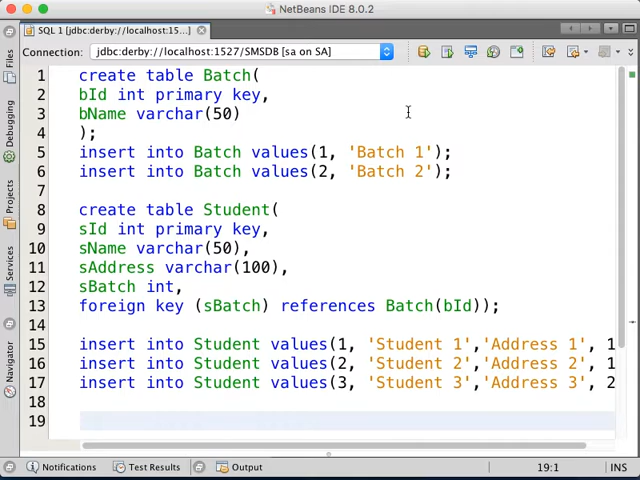 NetBeans IDE 8.0.2
SQL 1 [jdbc:derby://localhost:15...
Connection: jdbc:derby://localhost:1527/SMSDB [sa on SA]
Files
Debugging
Projects
Services
Navigator
1 create table Batch(
2 bId int primary key,
3 bName varchar(50)
4 );
5 insert into Batch values(1, 'Batch 1');
6 insert into Batch values(2, 'Batch 2');
7
8 create table Student(
9 sId int primary key,
10 sName varchar(50),
11 sAddress varchar(100),
12 sBatch int,
13 foreign key (sBatch) references Batch(bId));
14
15 insert into Student values(1, 'Student 1','Address 1', 1
16 insert into Student values(2, 'Student 2','Address 2', 1
17 insert into Student values(3, 'Student 3','Address 3', 2
18
19
Notifications Test Results Output 19:1 INS